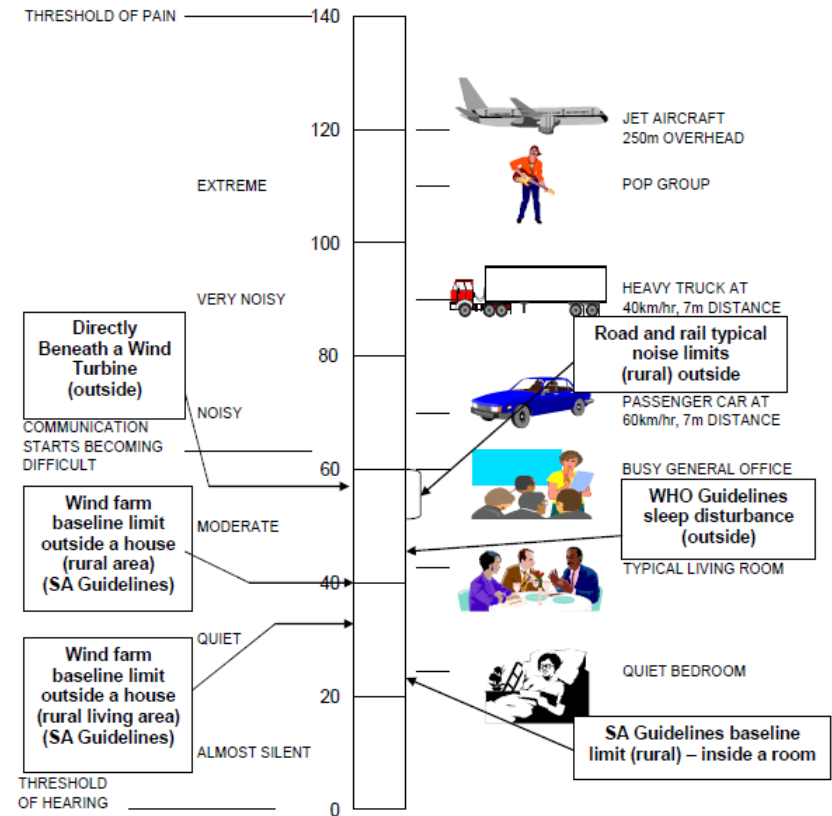 THRESHOLD OF PAIN
140
JET AIRCRAFT
250m OVERHEAD
120
EXTREME
POP GROUP
100
VERY NOISY
HEAVY TRUCK AT
40km/hr, 7m DISTANCE
Directly
Beneath a Wind
Turbine
(outside)
Road and rail typical
noise limits
(rural) outside
80
NOISY
PASSENGER CAR AT
60km/hr, 7m DISTANCE
COMMUNICATION
STARTS BECOMING
DIFFICULT
60
BUSY GENERAL OFFICE
Wind farm
baseline limit
outside a house
(rural area)
(SA Guidelines)
MODERATE
WHO Guidelines
sleep disturbance
(outside)
40
TYPICAL LIVING ROOM
Wind farm
baseline limit
outside a house
(rural living area)
(SA Guidelines)
QUIET
QUIET BEDROOM
20
SA Guidelines baseline
limit (rural) – inside a room
ALMOST SILENT
THRESHOLD
OF HEARING
0